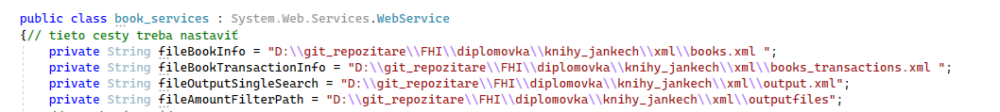 public class book_services : System.Web.Services.WebService
{// tieto cesty treba nastaviť
private String fileBookInfo = "D:\\git_repozitare\\FHI\\diplomovka\\knihy_jankech\\xml\\books.xml ";
private String fileBookTransactionInfo = "D:\\git_repozitare\\FHI\\diplomovka\\knihy_jankech\\xml\\books_transactions.xml ";
private String fileOutputSingleSearch = "D:\\git_repozitare\\FHI\\diplomovka\\knihy_jankech\\xml\\output.xml";
private String fileAmountFilterPath = "D:\\git_repozitare\\FHI\\diplomovka\\knihy_jankech\\xml\\outputfiles";